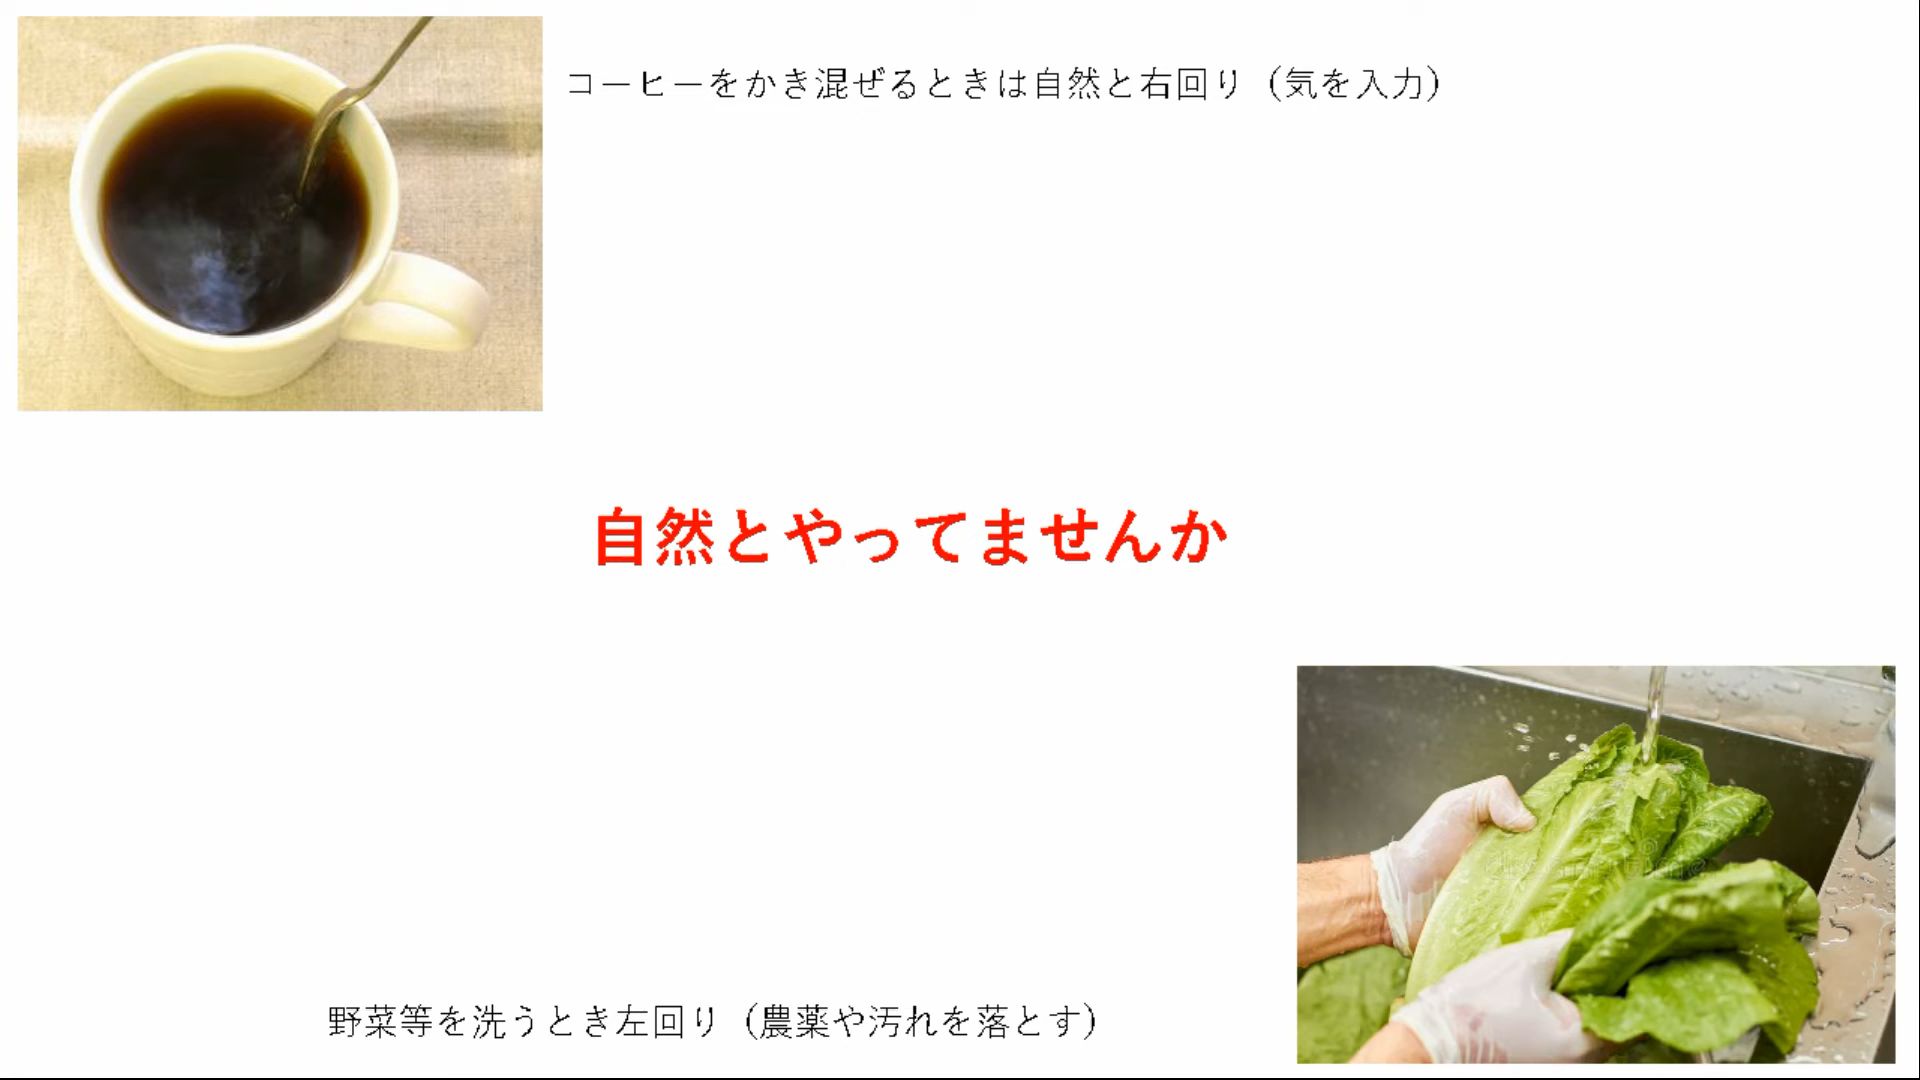 コーヒーをかき混ぜるときは自然と右回り（気を入力）
自然とやってませんか
野菜等を洗うとき左回り（農薬や汚れを落とす）